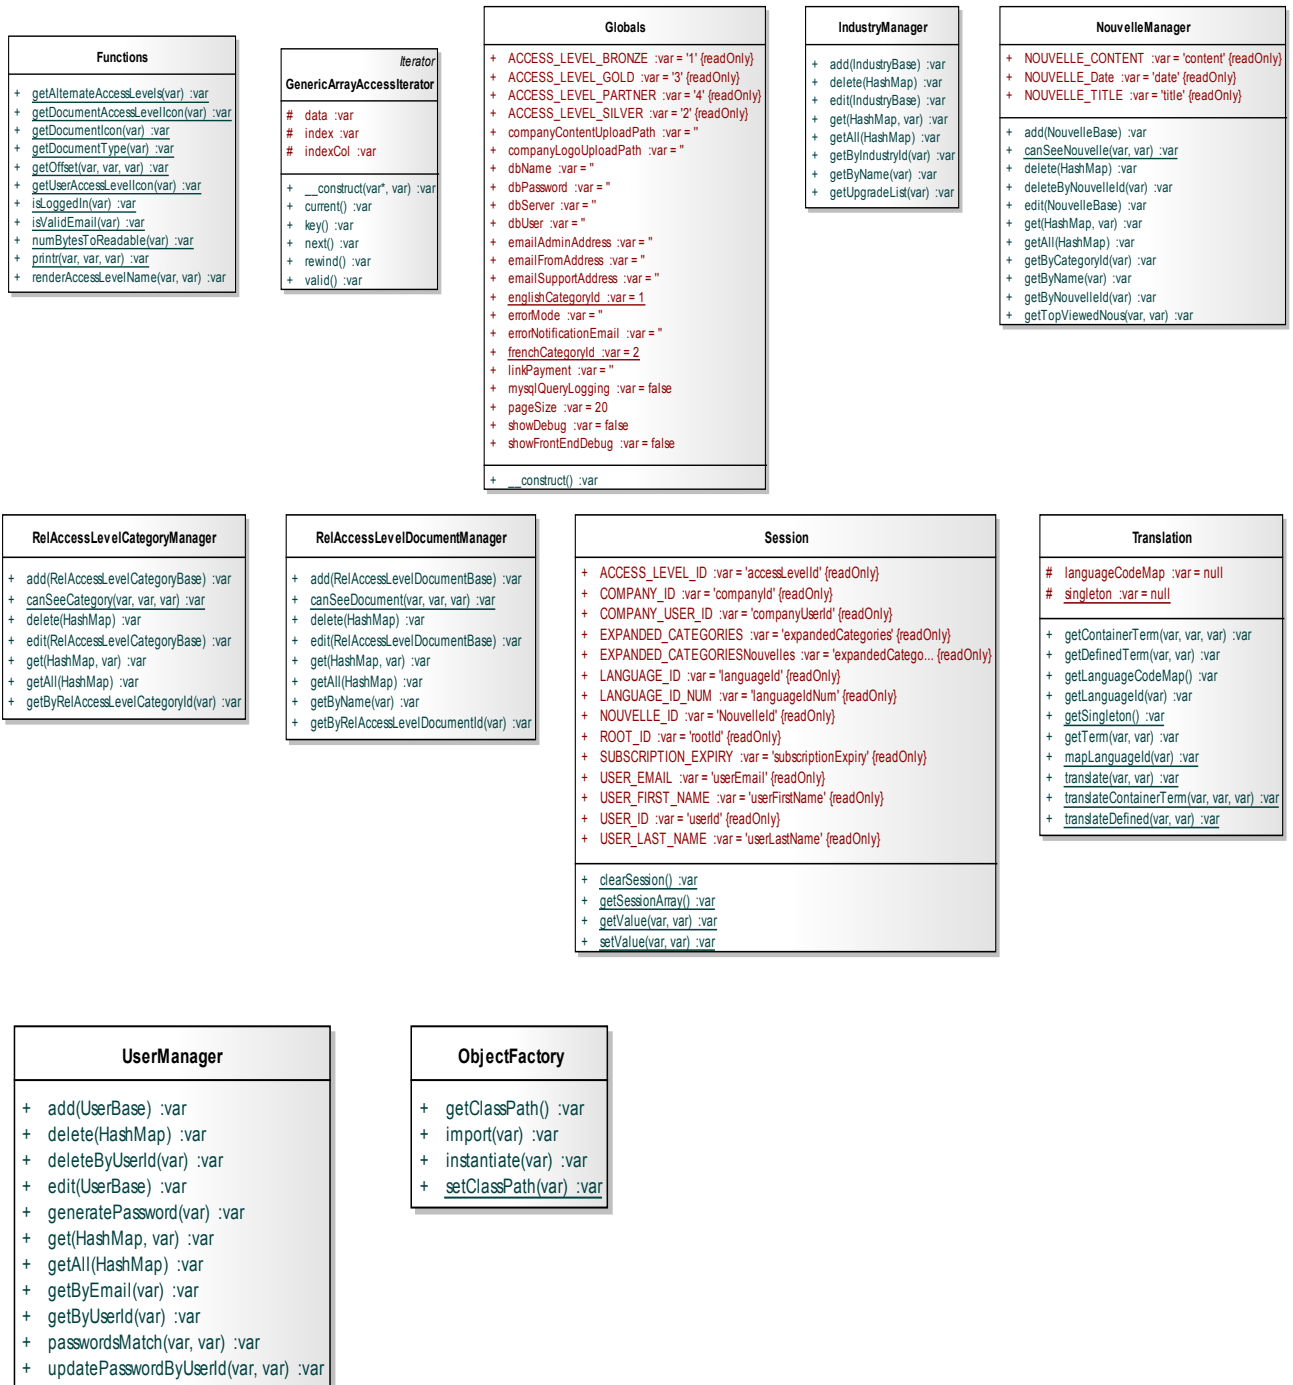 Functions
+ getAlternateAccessLevels(var) :var
+ getDocumentAccessLevelIcon(var) :var
+ getDocumentIcon(var) :var
+ getDocumentType(var) :var
+ getOffset(var, var, var) :var
+ getUserAccessLevelIcon(var) :var
+ isLoggedIn(var) :var
+ isValidEmail(var) :var
+ numBytesToReadable(var) :var
+ printr(var, var, var) :var
+ renderAccessLevelName(var, var) :var
Iterator
GenericArrayAccessIterator
# data :var
# index :var
# indexCol :var
+ __construct(var*, var) :var
+ current() :var
+ key() :var
+ next() :var
+ rewind() :var
+ valid() :var
Globals
+ ACCESS_LEVEL_BRONZE :var = '1' {readOnly}
+ ACCESS_LEVEL_GOLD :var = '3' {readOnly}
+ ACCESS_LEVEL_PARTNER :var = '4' {readOnly}
+ ACCESS_LEVEL_SILVER :var = '2' {readOnly}
+ companyContentUploadPath :var = ''
+ companyLogoUploadPath :var = ''
+ dbName :var = ''
+ dbPassword :var = ''
+ dbServer :var = ''
+ dbUser :var = ''
+ emailAdminAddress :var = ''
+ emailFromAddress :var = ''
+ emailSupportAddress :var = ''
+ englishCategoryId :var = 1
+ errorMode :var = ''
+ errorNotificationEmail :var = ''
+ frenchCategoryId :var = 2
+ linkPayment :var = ''
+ mysqlQueryLogging :var = false
+ pageSize :var = 20
+ showDebug :var = false
+ showFrontEndDebug :var = false
+ __construct() :var
IndustryManager
+ add(IndustryBase) :var
+ delete(HashMap) :var
+ edit(IndustryBase) :var
+ get(HashMap, var) :var
+ getAll(HashMap) :var
+ getByIndustryId(var) :var
+ getByName(var) :var
+ getUpgradeList(var) :var
NouvelleManager
+ NOUVELLE_CONTENT :var = 'content' {readOnly}
+ NOUVELLE_Date :var = 'date' {readOnly}
+ NOUVELLE_TITLE :var = 'title' {readOnly}
+ add(NouvelleBase) :var
+ canSeeNouvelle(var, var) :var
+ delete(HashMap) :var
+ deleteByNouvelleId(var) :var
+ edit(NouvelleBase) :var
+ get(HashMap, var) :var
+ getAll(HashMap) :var
+ getByCategoryId(var) :var
+ getByName(var) :var
+ getByNouvelleId(var) :var
+ getTopViewedNous(var, var) :var
RelAccessLevelCategoryManager
+ add(RelAccessLevelCategoryBase) :var
+ canSeeCategory(var, var, var) :var
+ delete(HashMap) :var
+ edit(RelAccessLevelCategoryBase) :var
+ get(HashMap, var) :var
+ getAll(HashMap) :var
+ getByRelAccessLevelCategoryId(var) :var
RelAccessLevelDocumentManager
+ add(RelAccessLevelDocumentBase) :var
+ canSeeDocument(var, var, var) :var
+ delete(HashMap) :var
+ edit(RelAccessLevelDocumentBase) :var
+ get(HashMap, var) :var
+ getAll(HashMap) :var
+ getByName(var) :var
+ getByRelAccessLevelDocumentId(var) :var
Session
+ ACCESS_LEVEL_ID :var = 'accessLevelId' {readOnly}
+ COMPANY_ID :var = 'companyId' {readOnly}
+ COMPANY_USER_ID :var = 'companyUserId' {readOnly}
+ EXPANDED_CATEGORIES :var = 'expandedCategories' {readOnly}
+ EXPANDED_CATEGORIESNouvelles :var = 'expandedCatego... {readOnly}
+ LANGUAGE_ID :var = 'languageId' {readOnly}
+ LANGUAGE_ID_NUM :var = 'languageIdNum' {readOnly}
+ NOUVELLE_ID :var = 'NouvelleId' {readOnly}
+ ROOT_ID :var = 'rootId' {readOnly}
+ SUBSCRIPTION_EXPIRY :var = 'subscriptionExpiry' {readOnly}
+ USER_EMAIL :var = 'userEmail' {readOnly}
+ USER_FIRST_NAME :var = 'userFirstName' {readOnly}
+ USER_ID :var = 'userId' {readOnly}
+ USER_LAST_NAME :var = 'userLastName' {readOnly}
+ clearSession() :var
+ getSessionArray() :var
+ getValue(var, var) :var
+ setValue(var, var) :var
Translation
# languageCodeMap :var = null
# singleton :var = null
+ getContainerTerm(var, var, var) :var
+ getDefinedTerm(var, var) :var
+ getLanguageCodeMap() :var
+ getLanguageId(var) :var
+ getSingleton() :var
+ getTerm(var, var) :var
+ mapLanguageId(var) :var
+ translate(var, var) :var
+ translateContainerTerm(var, var, var) :var
+ translateDefined(var, var) :var
UserManager
+ add(UserBase) :var
+ delete(HashMap) :var
+ deleteByUserId(var) :var
+ edit(UserBase) :var
+ generatePassword(var) :var
+ get(HashMap, var) :var
+ getAll(HashMap) :var
+ getByEmail(var) :var
+ getByUserId(var) :var
+ passwordsMatch(var, var) :var
+ updatePasswordByUserId(var, var) :var
ObjectFactory
+ getClassPath() :var
+ import(var) :var
+ instantiate(var) :var
+ setClassPath(var) :var